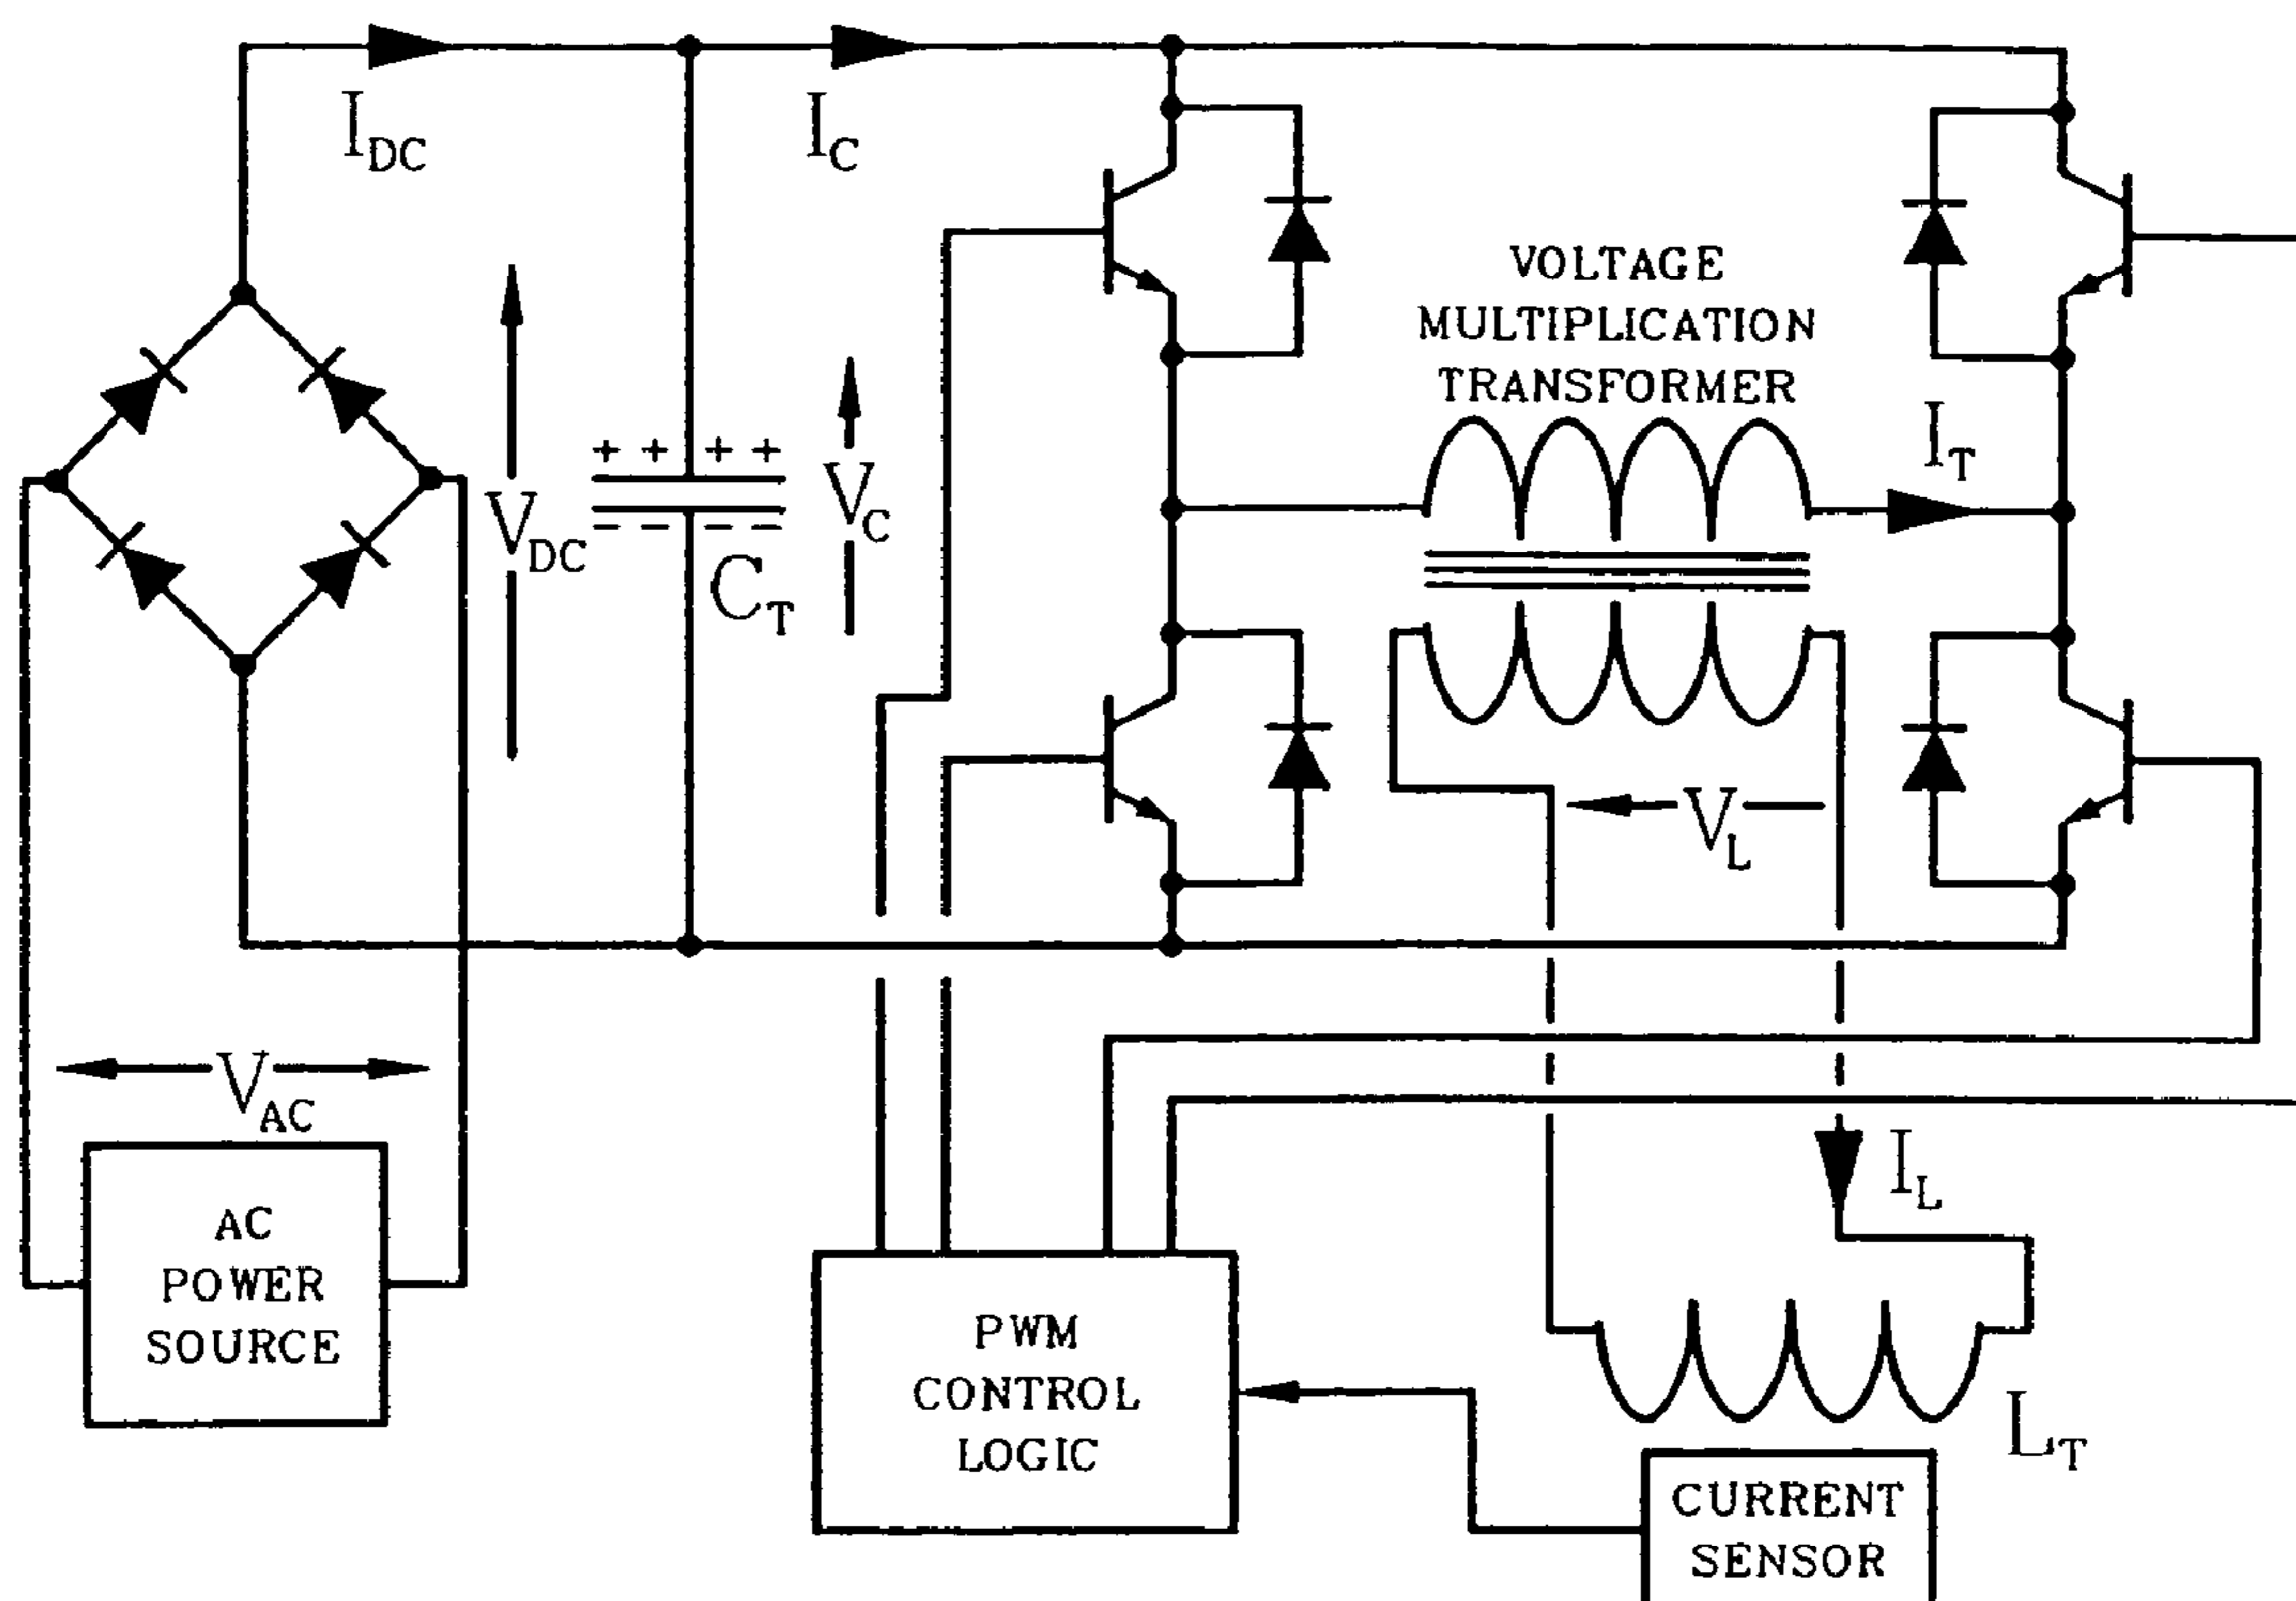 I_DC
I_C
VOLTAGE
MULTIPLICATION
TRANSFORMER
I_T
+ + + +
V_DC
V_C
- - - -
C_T
V_L
V_AC
I_L
AC
POWER
SOURCE
PWM
CONTROL
LOGIC
L_T
CURRENT
SENSOR